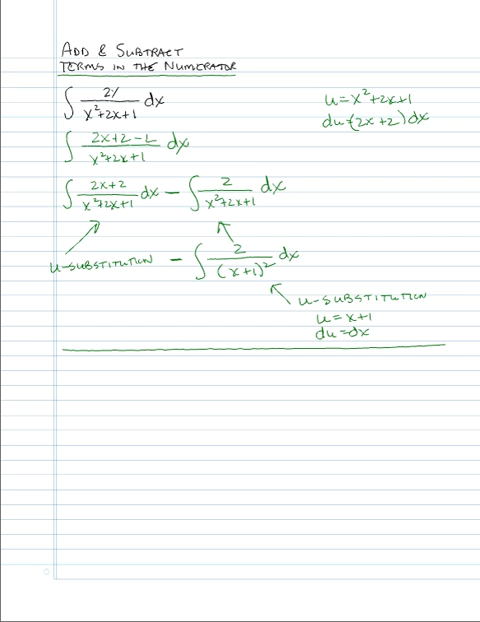 ADD & SUBTRACT
TERMS IN THE NUMERATOR
∫ 2x/(x²+2x+1) dx
u=x²+2x+1
du=(2x+2)dx
∫ (2x+2-2)/(x²+2x+1) dx
∫ (2x+2)/(x²+2x+1) dx - ∫ 2/(x²+2x+1) dx
u-SUBSTITUTION
- ∫ 2/(x+1)² dx
u-SUBSTITUTION
u=x+1
du=dx